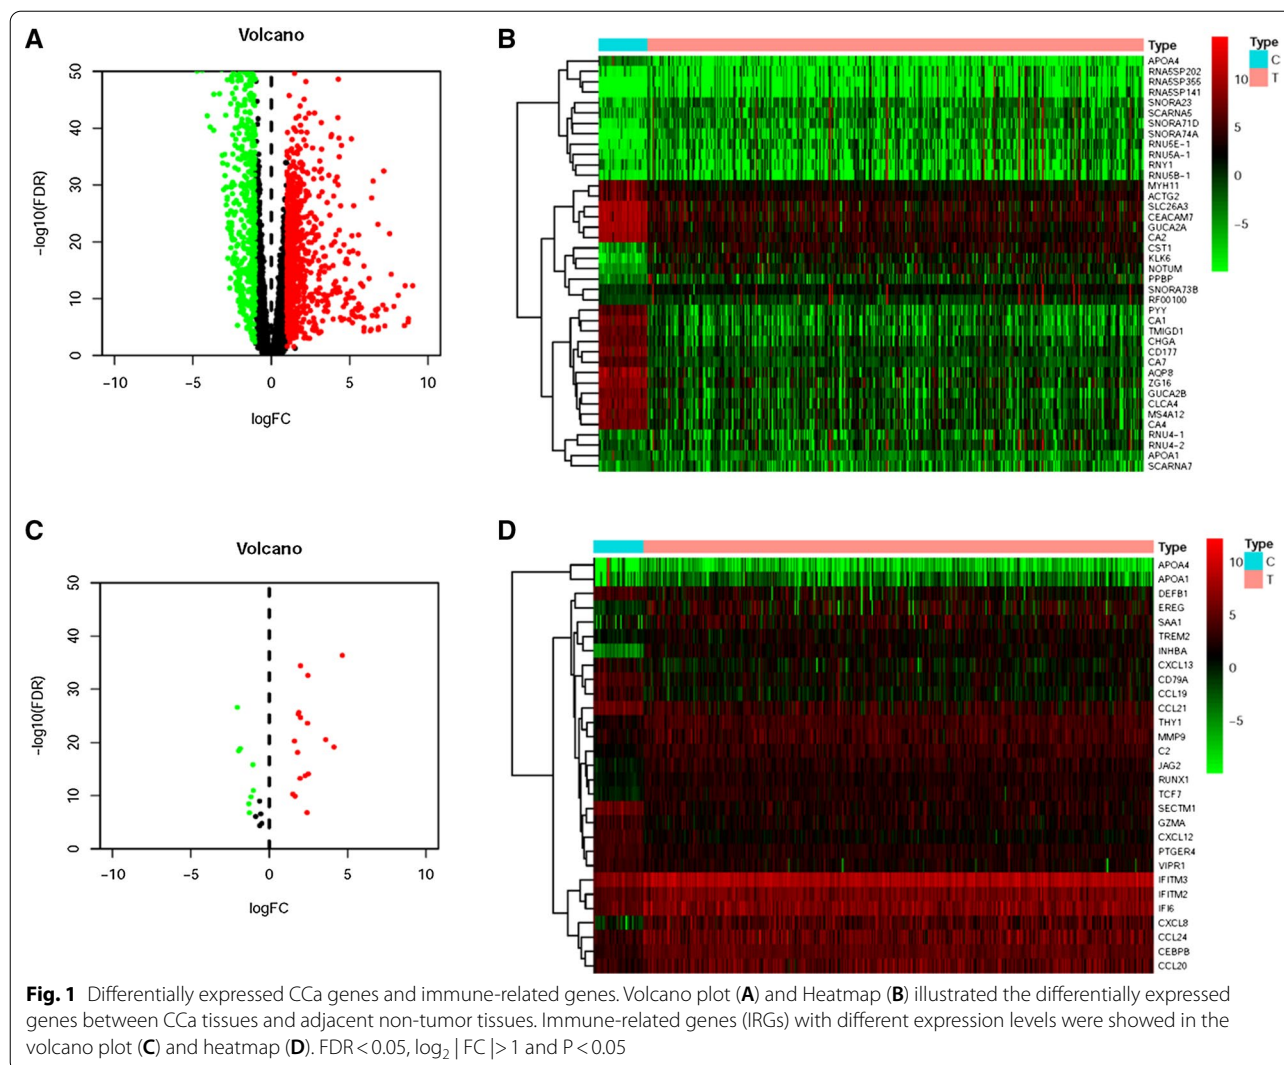 A
Volcano
50
40
30
20
10
0
-log10(FDR)
−10 −5 0 5 10
logFC
B
Type
APOA4
RNA5SP202
RNA5SP355
RNA5SP141
SNORA23
SCARNA5
SNORA71D
SNORA74A
RNU5E-1
RNU5A-1
RNY1
RNU5B-1
MYH11
ACTG2
SLC26A3
CEACAM7
GUCA2A
CA2
CST1
KLK6
NOTUM
PPBP
SNORA73B
RF00100
PYY
CA1
TMIGD1
CHGA
CD177
CA7
AQP8
ZG16
GUCA2B
CLCA4
MS4A12
CA4
RNU4-1
RNU4-2
APOA1
SCARNA7
10
5
0
−5
Type
C
T
C
Volcano
50
40
30
20
10
0
-log10(FDR)
−10 −5 0 5 10
logFC
D
Type
APOA4
APOA1
DEFB1
EREG
SAA1
TREM2
INHBA
CXCL13
CD79A
CCL19
CCL21
THY1
MMP9
C2
JAG2
RUNX1
TCF7
SECTM1
GZMA
CXCL12
PTGER4
VIPR1
IFITM3
IFITM2
IFI6
CXCL8
CCL24
CEBPB
CCL20
10
5
0
−5
Type
C
T
Fig. 1 Differentially expressed CCa genes and immune-related genes. Volcano plot (A) and Heatmap (B) illustrated the differentially expressed
genes between CCa tissues and adjacent non-tumor tissues. Immune-related genes (IRGs) with different expression levels were showed in the
volcano plot (C) and heatmap (D). FDR < 0.05, log2 | FC |> 1 and P < 0.05